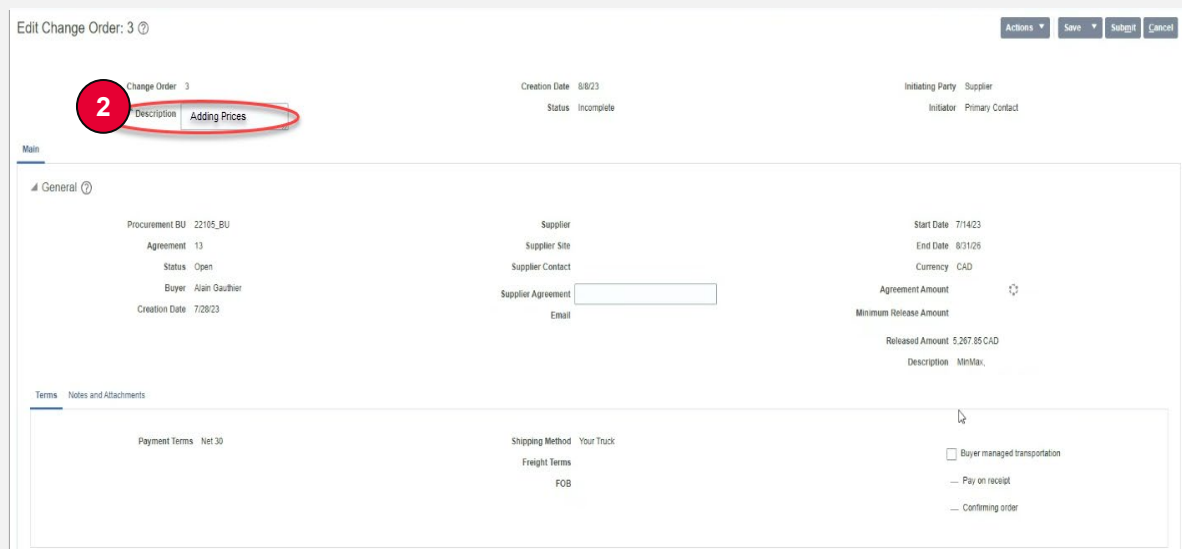 Edit Change Order: 3
Actions Save Submit Cancel
Change Order 3
Creation Date 8/8/23
Initiating Party Supplier
2
Description Adding Prices
Status Incomplete
Initiator Primary Contact
Main
General
Procurement BU 22105_BU
Supplier
Start Date 7/14/23
Agreement 13
Supplier Site
End Date 8/31/26
Status Open
Supplier Contact
Currency CAD
Buyer Alain Gauthier
Supplier Agreement
Agreement Amount
Creation Date 7/28/23
Email
Minimum Release Amount
Released Amount 5,267.85 CAD
Description MinMax,
Terms Notes and Attachments
Payment Terms Net 30
Shipping Method Your Truck
Buyer managed transportation
Freight Terms
Pay on receipt
FOB
Confirming order